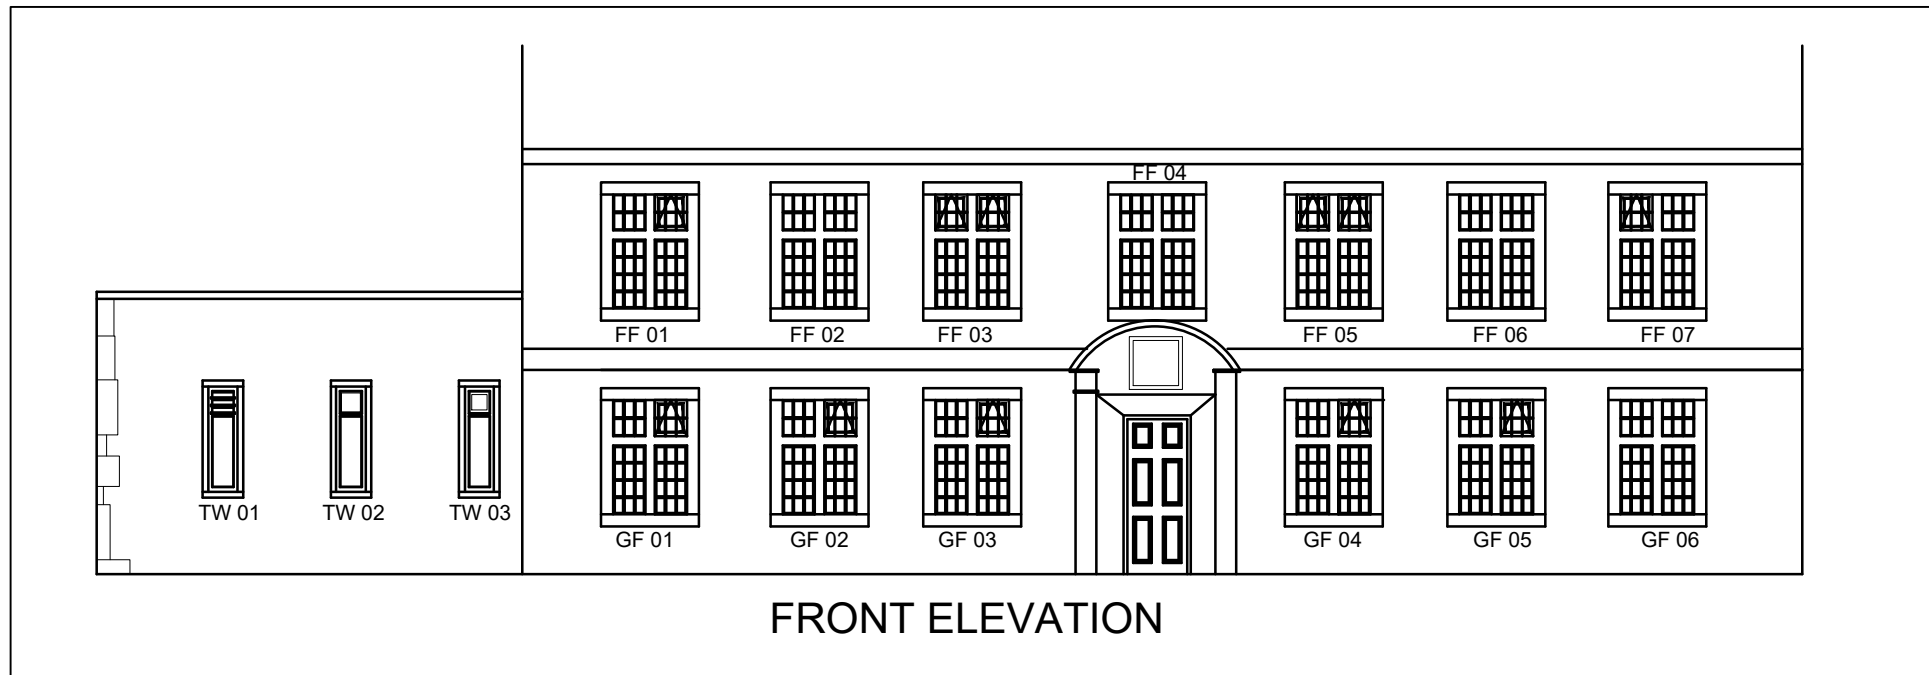 FF 04
FF 01 FF 02 FF 03 FF 05 FF 06 FF 07
TW 01 TW 02 TW 03
GF 01 GF 02 GF 03 GF 04 GF 05 GF 06
FRONT ELEVATION